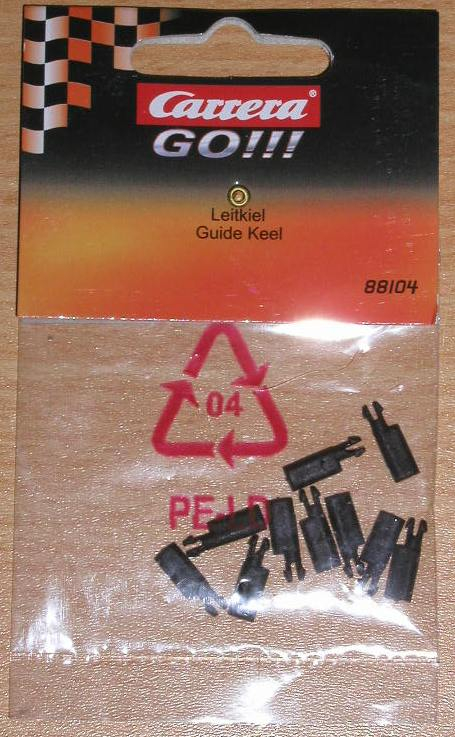 Carrera®
GO!!!
Leitkiel
Guide Keel
88104
04
PE-LD